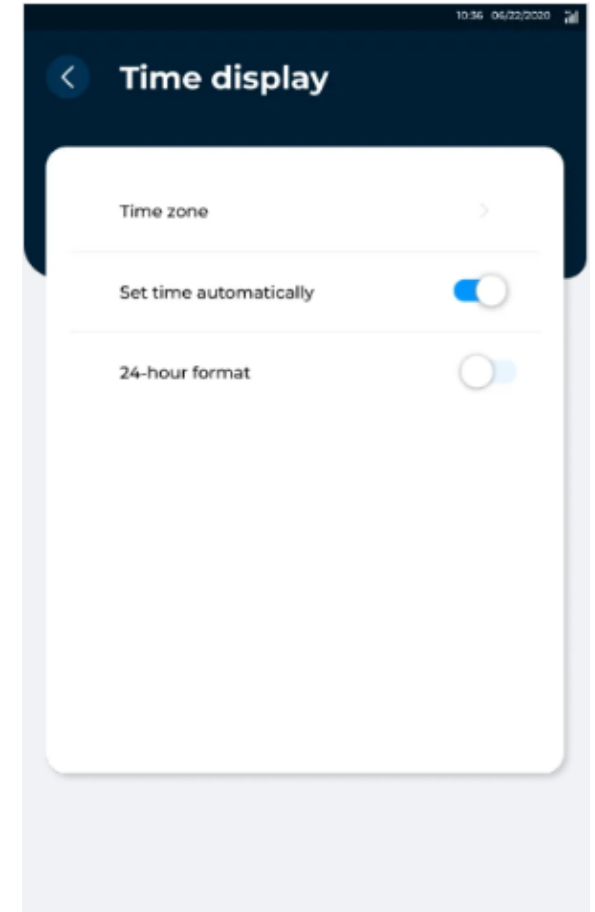 10:36 06/22/2020
Time display
Time zone
Set time automatically
24-hour format